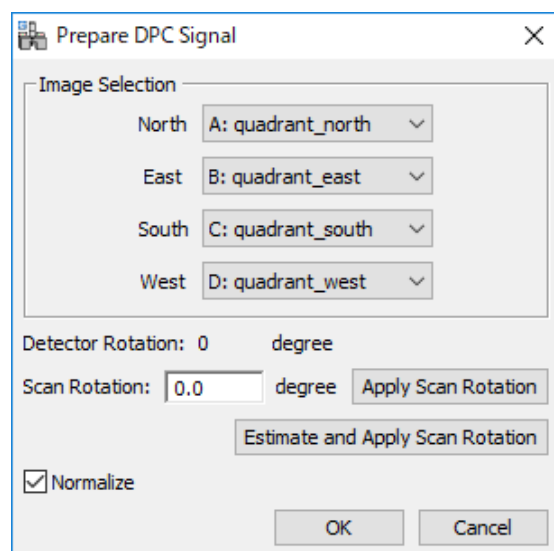 Prepare DPC Signal
Image Selection
North A: quadrant_north
East B: quadrant_east
South C: quadrant_south
West D: quadrant_west
Detector Rotation: 0 degree
Scan Rotation: 0.0 degree Apply Scan Rotation
Estimate and Apply Scan Rotation
Normalize
OK Cancel